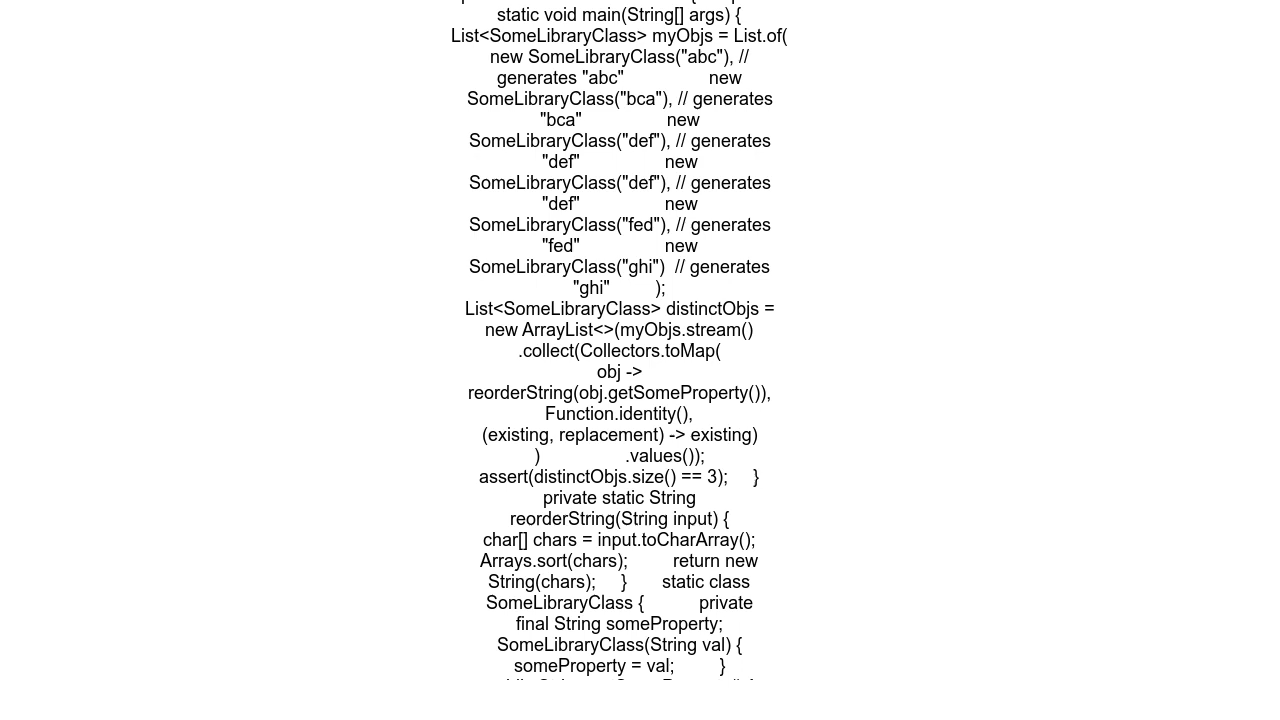 static void main(String[] args) {
List<SomeLibraryClass> myObjs = List.of(
new SomeLibraryClass("abc"), //
generates "abc" new
SomeLibraryClass("bca"), // generates
"bca" new
SomeLibraryClass("def"), // generates
"def" new
SomeLibraryClass("def"), // generates
"def" new
SomeLibraryClass("fed"), // generates
"fed" new
SomeLibraryClass("ghi") // generates
"ghi" );
List<SomeLibraryClass> distinctObjs =
new ArrayList<>(myObjs.stream()
.collect(Collectors.toMap(
obj ->
reorderString(obj.getSomeProperty()),
Function.identity(),
(existing, replacement) -> existing)
) .values());
assert(distinctObjs.size() == 3); }
private static String
reorderString(String input) {
char[] chars = input.toCharArray();
Arrays.sort(chars); return new
String(chars); } static class
SomeLibraryClass { private
final String someProperty;
SomeLibraryClass(String val) {
someProperty = val; }